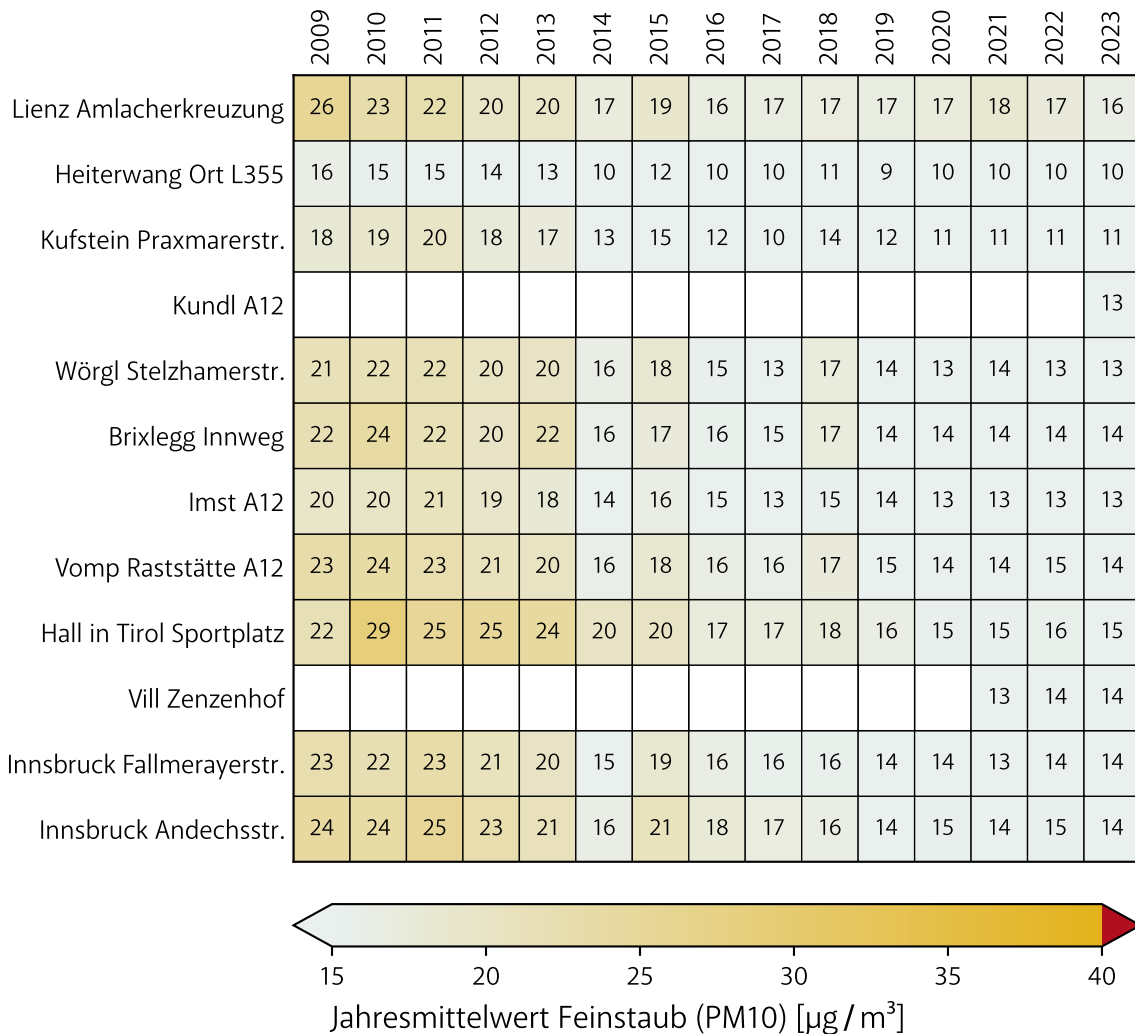 2009 2010 2011 2012 2013 2014 2015 2016 2017 2018 2019 2020 2021 2022 2023
Lienz Amlacherkreuzung 26 23 22 20 20 17 19 16 17 17 17 17 18 17 16
Heiterwang Ort L355 16 15 15 14 13 10 12 10 10 11 9 10 10 10 10
Kufstein Praxmarerstr. 18 19 20 18 17 13 15 12 10 14 12 11 11 11 11
Kundl A12 13
Wörgl Stelzhamerstr. 21 22 22 20 20 16 18 15 13 17 14 13 14 13 13
Brixlegg Innweg 22 24 22 20 22 16 17 16 15 17 14 14 14 14 14
Imst A12 20 20 21 19 18 14 16 15 13 15 14 13 13 13 13
Vomp Raststätte A12 23 24 23 21 20 16 18 16 16 17 15 14 14 15 14
Hall in Tirol Sportplatz 22 29 25 25 24 20 20 17 17 18 16 15 15 16 15
Vill Zenzenhof 13 14 14
Innsbruck Fallmerayerstr. 23 22 23 21 20 15 19 16 16 16 14 14 13 14 14
Innsbruck Andechsstr. 24 24 25 23 21 16 21 18 17 16 14 15 14 15 14
15 20 25 30 35 40
Jahresmittelwert Feinstaub (PM10) [µg / m³]